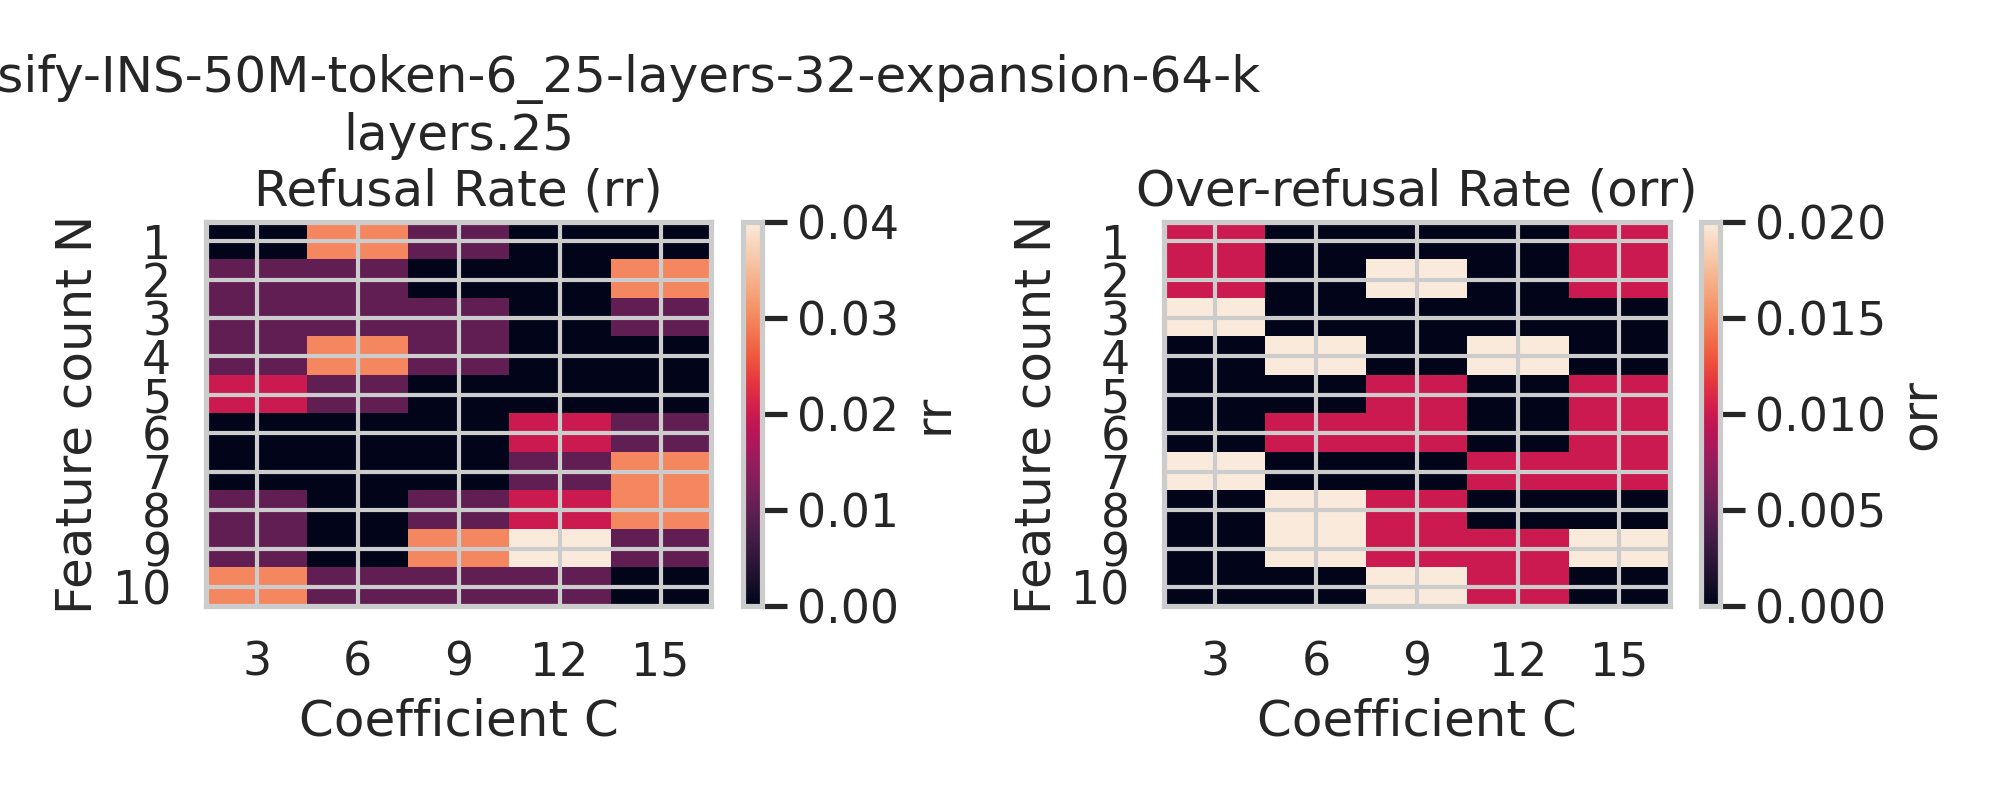 sify-INS-50M-token-6_25-layers-32-expansion-64-k
layers.25
Refusal Rate (rr)
Feature count N
1
2
3
4
5
6
7
8
9
10
3 6 9 12 15
Coefficient C
0.04
0.03
0.02
0.01
0.00
rr
Over-refusal Rate (orr)
Feature count N
1
2
3
4
5
6
7
8
9
10
3 6 9 12 15
Coefficient C
0.020
0.015
0.010
0.005
0.000
orr